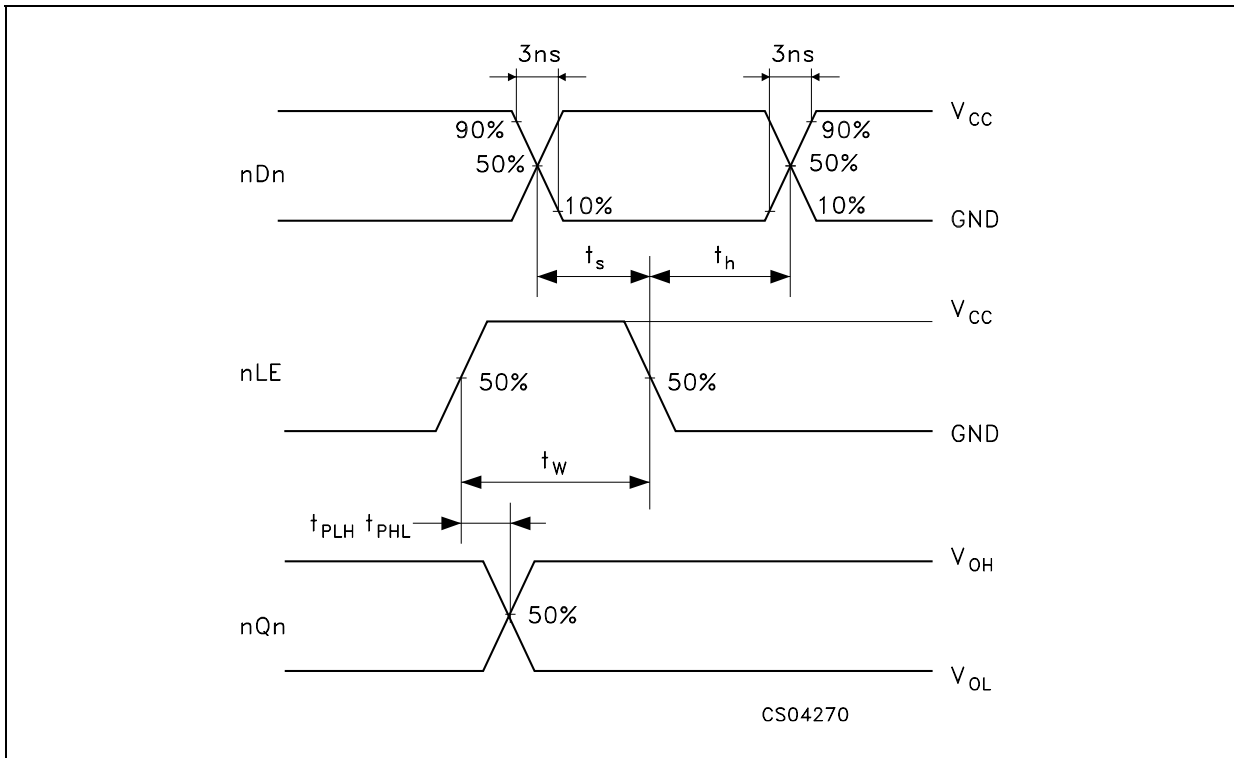 3ns 3ns
V_CC
90% 90%
50% 50%
nDn
10% 10%
GND
t_s t_h
V_CC
nLE
50% 50%
GND
t_W
t_PLH t_PHL
V_OH
50%
nQn
V_OL
CS04270